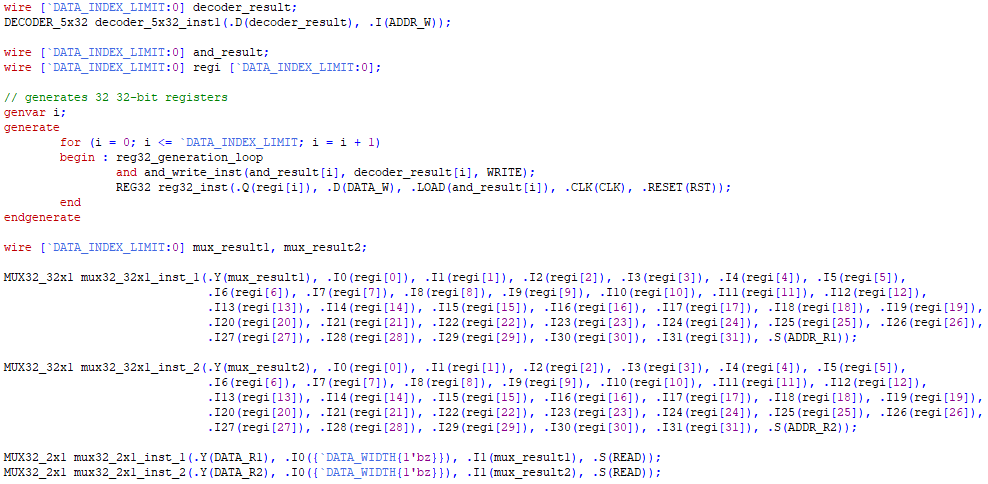 wire [`DATA_INDEX_LIMIT:0] decoder_result;
DECODER_5x32 decoder_5x32_inst1(.D(decoder_result), .I(ADDR_W));
wire [`DATA_INDEX_LIMIT:0] and_result;
wire [`DATA_INDEX_LIMIT:0] regi [`DATA_INDEX_LIMIT:0];
// generates 32 32-bit registers
genvar i;
generate
for (i = 0; i <= `DATA_INDEX_LIMIT; i = i + 1)
begin : reg32_generation_loop
and and_write_inst(and_result[i], decoder_result[i], WRITE);
REG32 reg32_inst(.Q(regi[i]), .D(DATA_W), .LOAD(and_result[i]), .CLK(CLK), .RESET(RST));
end
endgenerate
wire [`DATA_INDEX_LIMIT:0] mux_result1, mux_result2;
MUX32_32x1 mux32_32x1_inst_1(.Y(mux_result1), .I0(regi[0]), .I1(regi[1]), .I2(regi[2]), .I3(regi[3]), .I4(regi[4]), .I5(regi[5]),
.I6(regi[6]), .I7(regi[7]), .I8(regi[8]), .I9(regi[9]), .I10(regi[10]), .I11(regi[11]), .I12(regi[12]),
.I13(regi[13]), .I14(regi[14]), .I15(regi[15]), .I16(regi[16]), .I17(regi[17]), .I18(regi[18]), .I19(regi[19]),
.I20(regi[20]), .I21(regi[21]), .I22(regi[22]), .I23(regi[23]), .I24(regi[24]), .I25(regi[25]), .I26(regi[26]),
.I27(regi[27]), .I28(regi[28]), .I29(regi[29]), .I30(regi[30]), .I31(regi[31]), .S(ADDR_R1));
MUX32_32x1 mux32_32x1_inst_2(.Y(mux_result2), .I0(regi[0]), .I1(regi[1]), .I2(regi[2]), .I3(regi[3]), .I4(regi[4]), .I5(regi[5]),
.I6(regi[6]), .I7(regi[7]), .I8(regi[8]), .I9(regi[9]), .I10(regi[10]), .I11(regi[11]), .I12(regi[12]),
.I13(regi[13]), .I14(regi[14]), .I15(regi[15]), .I16(regi[16]), .I17(regi[17]), .I18(regi[18]), .I19(regi[19]),
.I20(regi[20]), .I21(regi[21]), .I22(regi[22]), .I23(regi[23]), .I24(regi[24]), .I25(regi[25]), .I26(regi[26]),
.I27(regi[27]), .I28(regi[28]), .I29(regi[29]), .I30(regi[30]), .I31(regi[31]), .S(ADDR_R2));
MUX32_2x1 mux32_2x1_inst_1(.Y(DATA_R1), .I0({`DATA_WIDTH{1'bz}}), .I1(mux_result1), .S(READ));
MUX32_2x1 mux32_2x1_inst_2(.Y(DATA_R2), .I0({`DATA_WIDTH{1'bz}}), .I1(mux_result2), .S(READ));